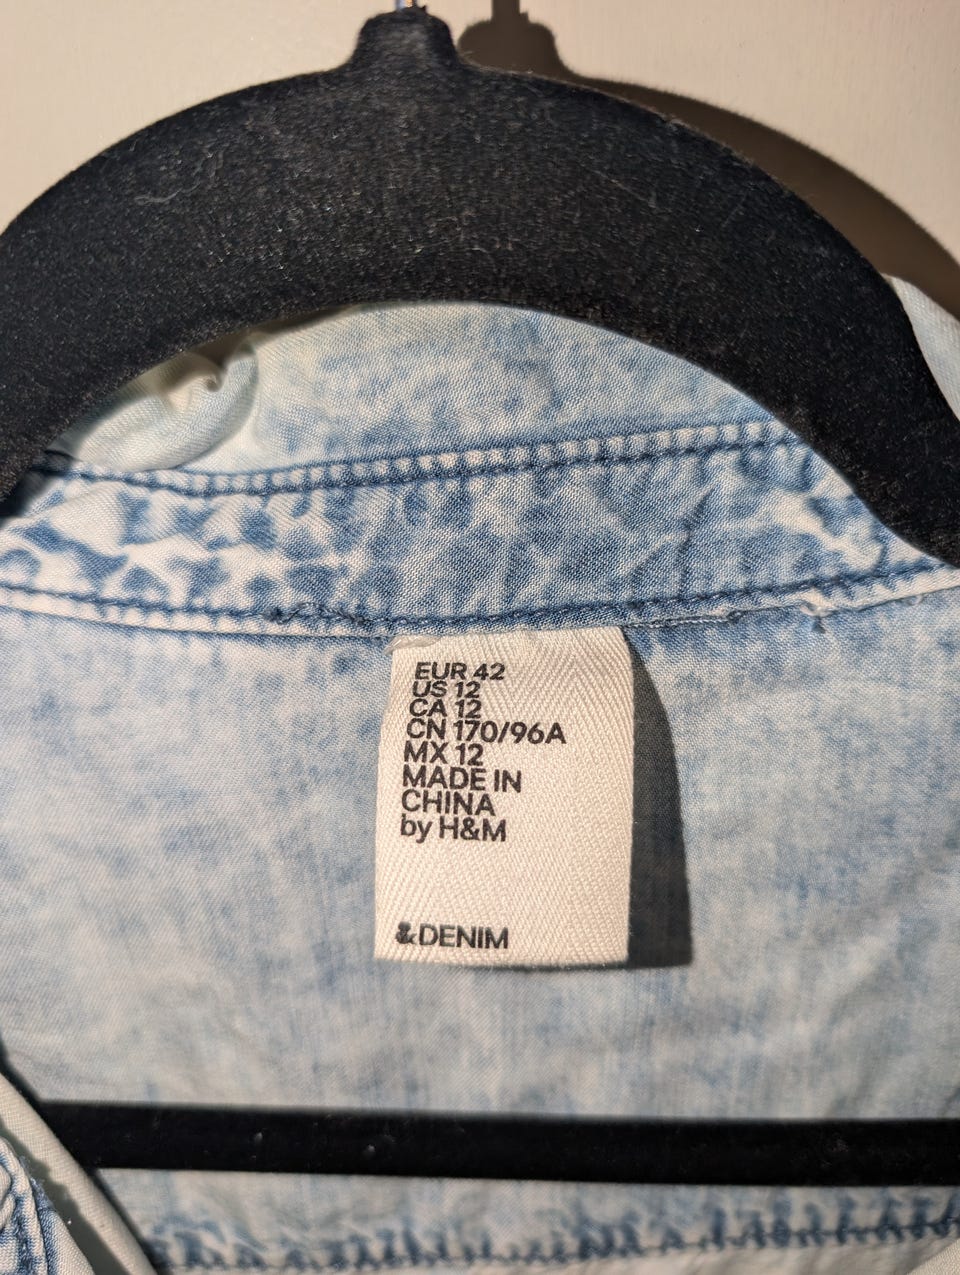 EUR 42
US 12
CA 12
CN 170/96A
MX 12
MADE IN
CHINA
by H&M
&DENIM